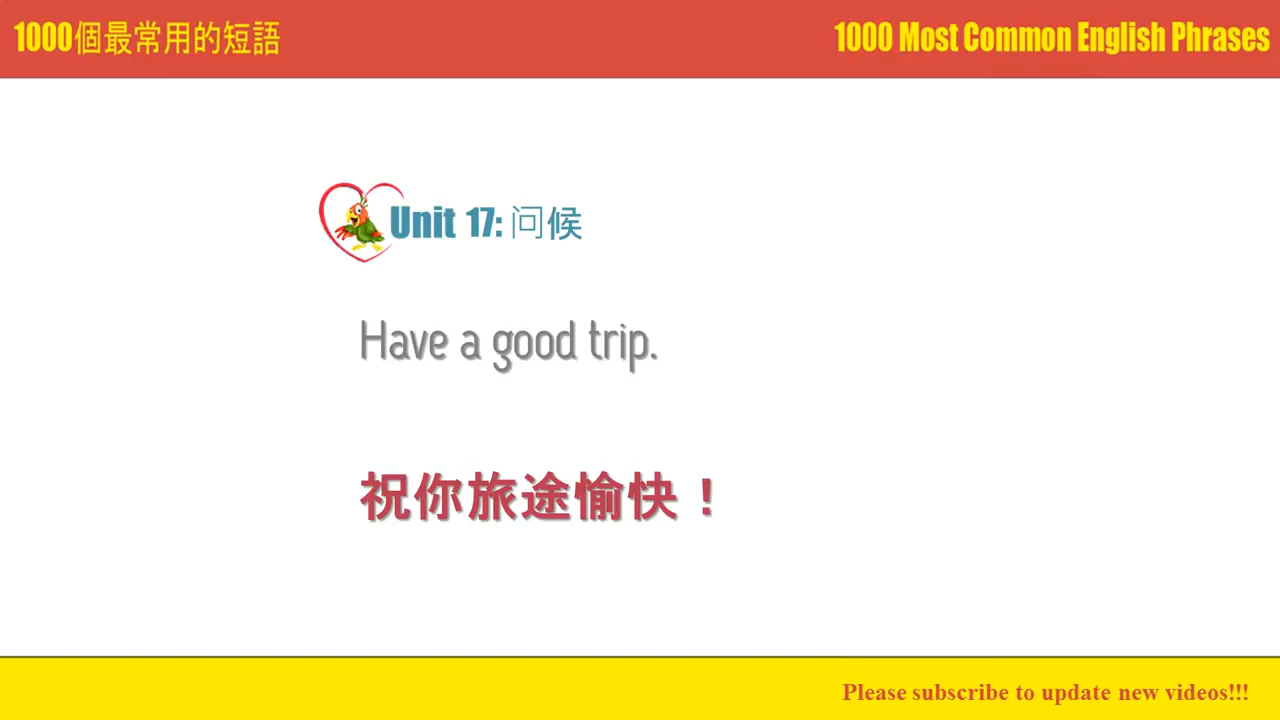 1000個最常用的短語
1000 Most Common English Phrases
Unit 17: 问候
Have a good trip.
祝你旅途愉快！
Please subscribe to update new videos!!!